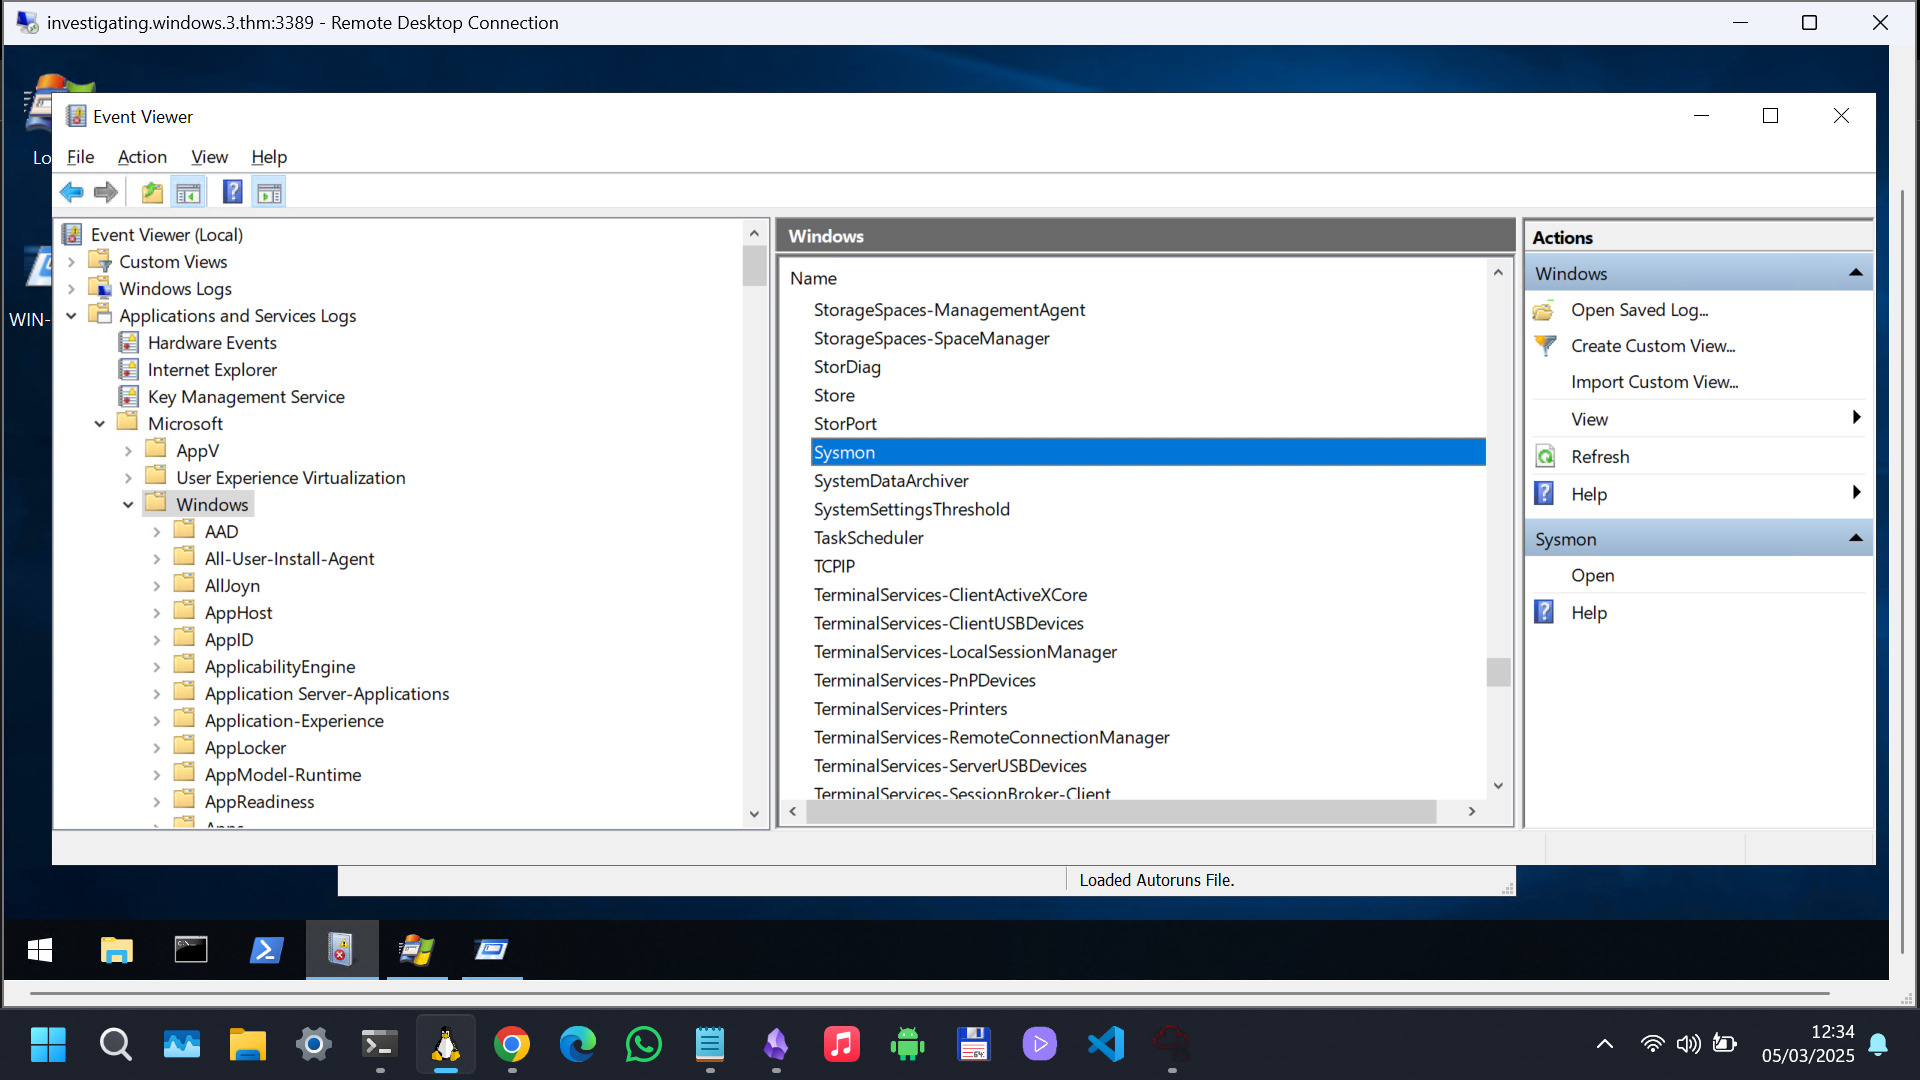 investigating.windows.3.thm:3389 - Remote Desktop Connection
Lo
WIN-
Event Viewer
File Action View Help
Event Viewer (Local)
Custom Views
Windows Logs
Applications and Services Logs
Hardware Events
Internet Explorer
Key Management Service
Microsoft
AppV
User Experience Virtualization
Windows
AAD
All-User-Install-Agent
AllJoyn
AppHost
AppID
ApplicabilityEngine
Application Server-Applications
Application-Experience
AppLocker
AppModel-Runtime
AppReadiness
Apps
Windows
Name
StorageSpaces-ManagementAgent
StorageSpaces-SpaceManager
StorDiag
Store
StorPort
Sysmon
SystemDataArchiver
SystemSettingsThreshold
TaskScheduler
TCPIP
TerminalServices-ClientActiveXCore
TerminalServices-ClientUSBDevices
TerminalServices-LocalSessionManager
TerminalServices-PnPDevices
TerminalServices-Printers
TerminalServices-RemoteConnectionManager
TerminalServices-ServerUSBDevices
TerminalServices-SessionBroker-Client
Actions
Windows
Open Saved Log...
Create Custom View...
Import Custom View...
View
Refresh
Help
Sysmon
Open
Help
Loaded Autoruns File.
12:34
05/03/2025